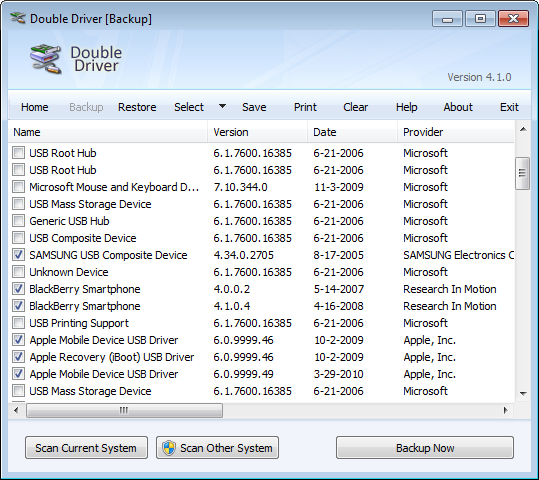 Double Driver [Backup]
Double
Driver
Version 4.1.0
Home Backup Restore Select Save Print Clear Help About Exit
Name Version Date Provider
USB Root Hub 6.1.7600.16385 6-21-2006 Microsoft
USB Root Hub 6.1.7600.16385 6-21-2006 Microsoft
Microsoft Mouse and Keyboard D... 7.10.344.0 11-3-2009 Microsoft
USB Mass Storage Device 6.1.7600.16385 6-21-2006 Microsoft
Generic USB Hub 6.1.7600.16385 6-21-2006 Microsoft
USB Composite Device 6.1.7600.16385 6-21-2006 Microsoft
SAMSUNG USB Composite Device 4.34.0.2705 8-17-2005 SAMSUNG Electronics C
Unknown Device 6.1.7600.16385 6-21-2006 Microsoft
BlackBerry Smartphone 4.0.0.2 5-14-2007 Research In Motion
BlackBerry Smartphone 4.1.0.4 4-16-2008 Research In Motion
USB Printing Support 6.1.7600.16385 6-21-2006 Microsoft
Apple Mobile Device USB Driver 6.0.9999.46 10-2-2009 Apple, Inc.
Apple Recovery (iBoot) USB Driver 6.0.9999.46 10-2-2009 Apple, Inc.
Apple Mobile Device USB Driver 6.0.9999.49 3-29-2010 Apple, Inc.
USB Mass Storage Device 6.1.7600.16385 6-21-2006 Microsoft
Scan Current System Scan Other System Backup Now